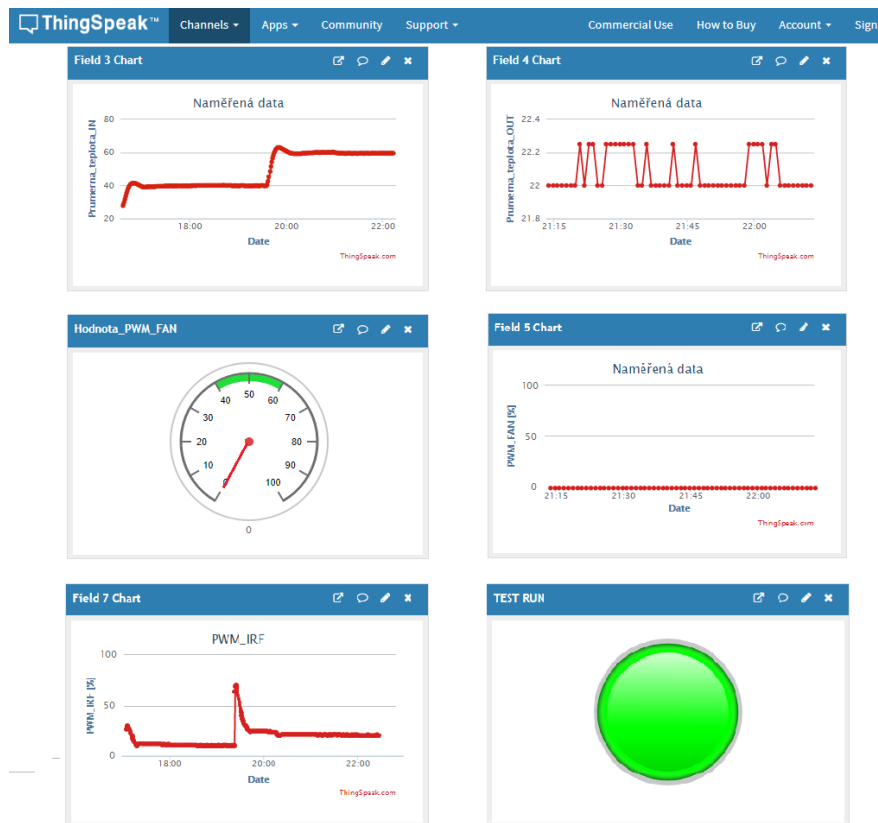 ThingSpeak™ Channels Apps Community Support Commercial Use How to Buy Account Sign
Field 3 Chart
Naměřená data
Prumerna_teplota_IN
80
60
40
20
18:00 20:00 22:00
Date
ThingSpeak.com
Field 4 Chart
Naměřená data
Prumerna_teplota_OUT
22.4
22.2
22
21.8
21:15 21:30 21:45 22:00
Date
ThingSpeak.com
Hodnota_PWM_FAN
0 10 20 30 40 50 60 70 80 90 100
0
Field 5 Chart
Naměřená data
PWM_FAN [%]
100
50
0
21:15 21:30 21:45 22:00
Date
ThingSpeak.com
Field 7 Chart
PWM_IRF
PWM_IRF [%]
100
50
0
18:00 20:00 22:00
Date
ThingSpeak.com
TEST RUN